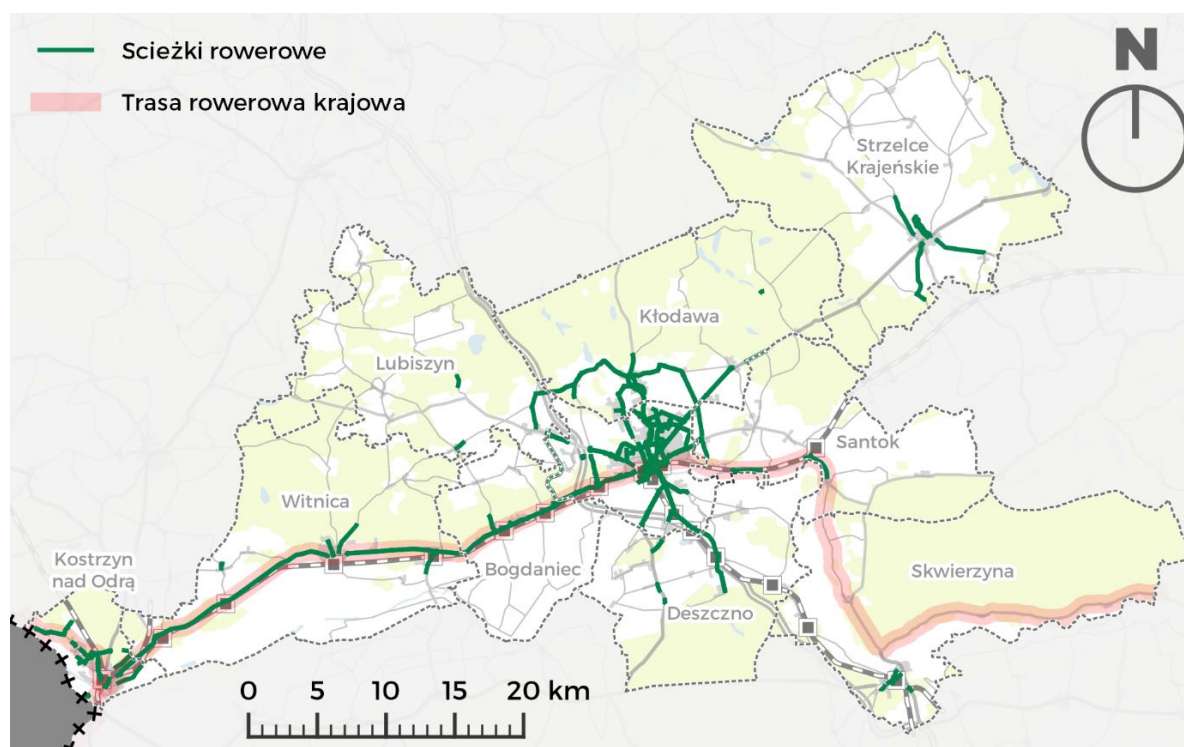 Scieżki rowerowe
Trasa rowerowa krajowa
N
Strzelce
Krajeńskie
Kłodawa
Lubiszyn
Santok
Witnica
Kostrzyn
nad Odrą
Bogdaniec
Skwierzyna
Deszczno
0 5 10 15 20 km